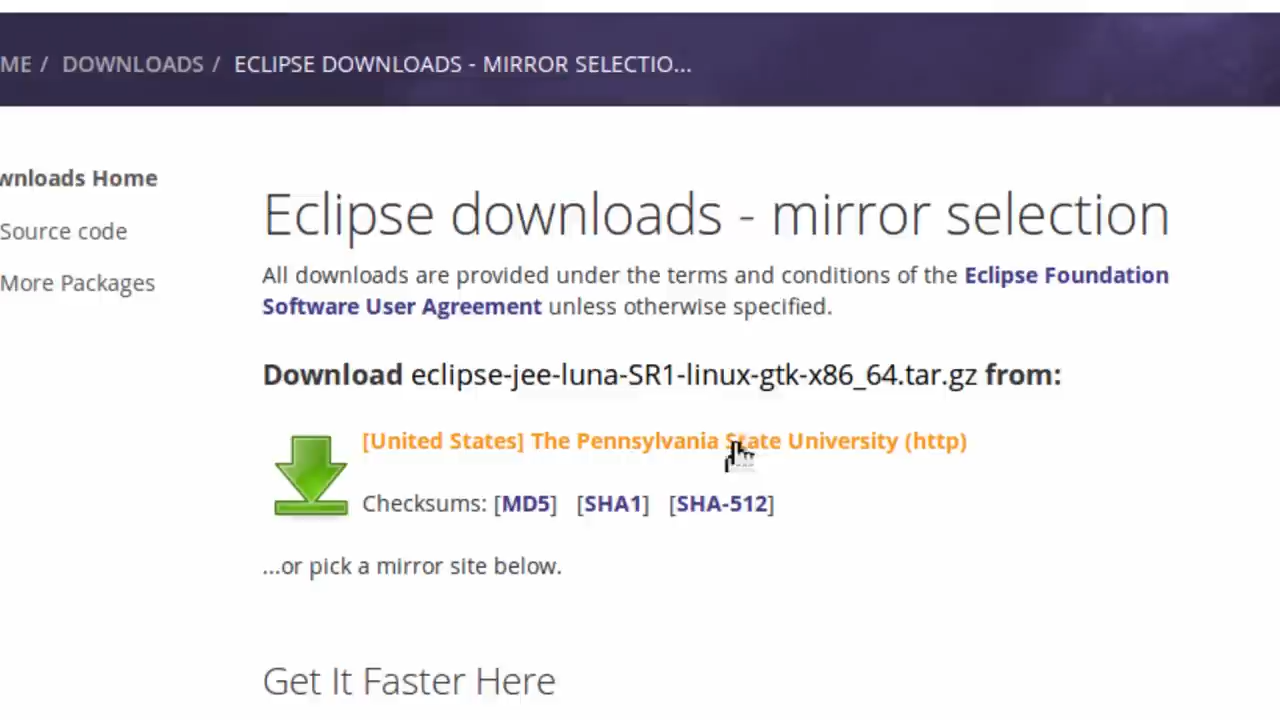 ME / DOWNLOADS / ECLIPSE DOWNLOADS - MIRROR SELECTIO...
wnloads Home
Source code
More Packages
Eclipse downloads - mirror selection
All downloads are provided under the terms and conditions of the Eclipse Foundation
Software User Agreement unless otherwise specified.
Download eclipse-jee-luna-SR1-linux-gtk-x86_64.tar.gz from:
[United States] The Pennsylvania State University (http)
Checksums: [MD5] [SHA1] [SHA-512]
...or pick a mirror site below.
Get It Faster Here